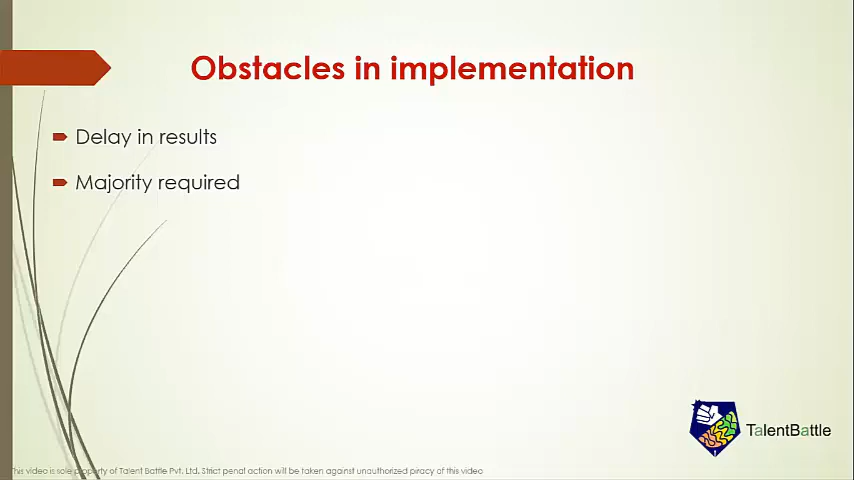 Obstacles in implementation
Delay in results
Majority required
TalentBattle
This video is sole property of Talent Battle Pvt. Ltd. Strict penal action will be taken against unauthorized piracy of this video